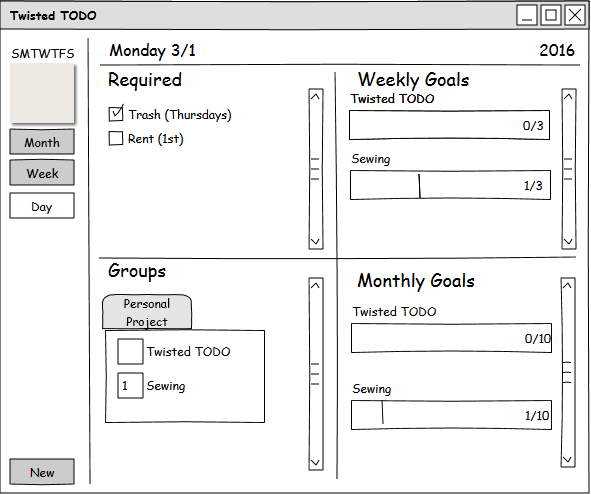 Twisted TODO
SMTWTFS
Month
Week
Day
New
Monday 3/1
2016
Required
Trash (Thursdays)
Rent (1st)
Weekly Goals
Twisted TODO
0/3
Sewing
1/3
Groups
Personal
Project
Twisted TODO
1 Sewing
Monthly Goals
Twisted TODO
0/10
Sewing
1/10